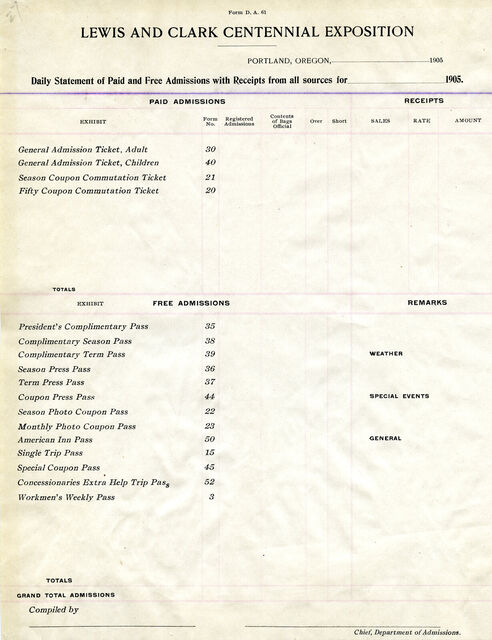 Form D. A. 61
LEWIS AND CLARK CENTENNIAL EXPOSITION
PORTLAND, OREGON, 1905
Daily Statement of Paid and Free Admissions with Receipts from all sources for 1905.
PAID ADMISSIONS RECEIPTS
EXHIBIT Form No. Registered Admissions Contents of Bags Official Over Short SALES RATE AMOUNT
General Admission Ticket, Adult 30
General Admission Ticket, Children 40
Season Coupon Commutation Ticket 21
Fifty Coupon Commutation Ticket 20
TOTALS
EXHIBIT FREE ADMISSIONS REMARKS
President's Complimentary Pass 35
Complimentary Season Pass 38
Complimentary Term Pass 39 WEATHER
Season Press Pass 36
Term Press Pass 37
Coupon Press Pass 44 SPECIAL EVENTS
Season Photo Coupon Pass 22
Monthly Photo Coupon Pass 23
American Inn Pass 50 GENERAL
Single Trip Pass 15
Special Coupon Pass 45
Concessionaries Extra Help Trip Pass 52
Workmen's Weekly Pass 3
TOTALS
GRAND TOTAL ADMISSIONS
Compiled by
Chief, Department of Admissions.